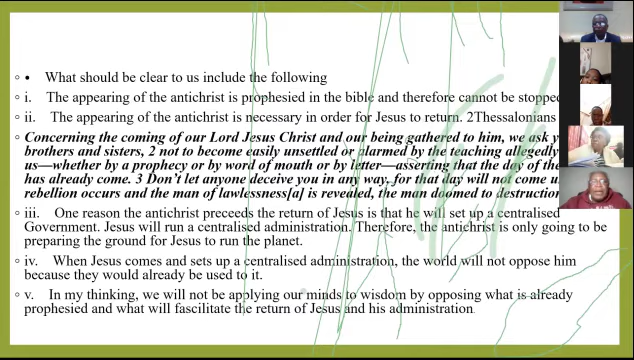 • What should be clear to us include the following
i. The appearing of the antichrist is prophesied in the bible and therefore cannot be stopped
ii. The appearing of the antichrist is necessary in order for Jesus to return. 2Thessalonians
Concerning the coming of our Lord Jesus Christ and our being gathered to him, we ask y
brothers and sisters, 2 not to become easily unsettled or alarmed by the teaching allegedly
us—whether by a prophecy or by word of mouth or by letter—asserting that the day of the
has already come. 3 Don't let anyone deceive you in any way, for that day will not come u
rebellion occurs and the man of lawlessness[a] is revealed, the man doomed to destruction
iii. One reason the antichrist preceeds the return of Jesus is that he will set up a centralised
Government. Jesus will run a centralised administration. Therefore, the antichrist is only going to be
preparing the ground for Jesus to run the planet.
iv. When Jesus comes and sets up a centralised administration, the world will not oppose him
because they would already be used to it.
v. In my thinking, we will not be applying our minds to wisdom by opposing what is already
prophesied and what will fascilitate the return of Jesus and his administration.